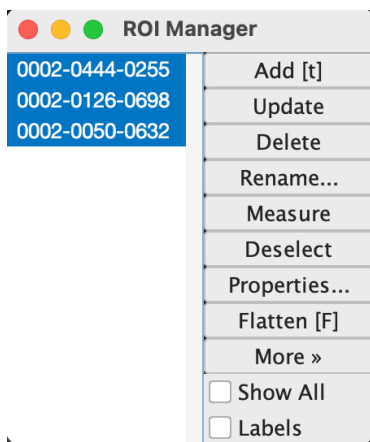 ROI Manager
0002-0444-0255
0002-0126-0698
0002-0050-0632
Add [t]
Update
Delete
Rename...
Measure
Deselect
Properties...
Flatten [F]
More »
Show All
Labels